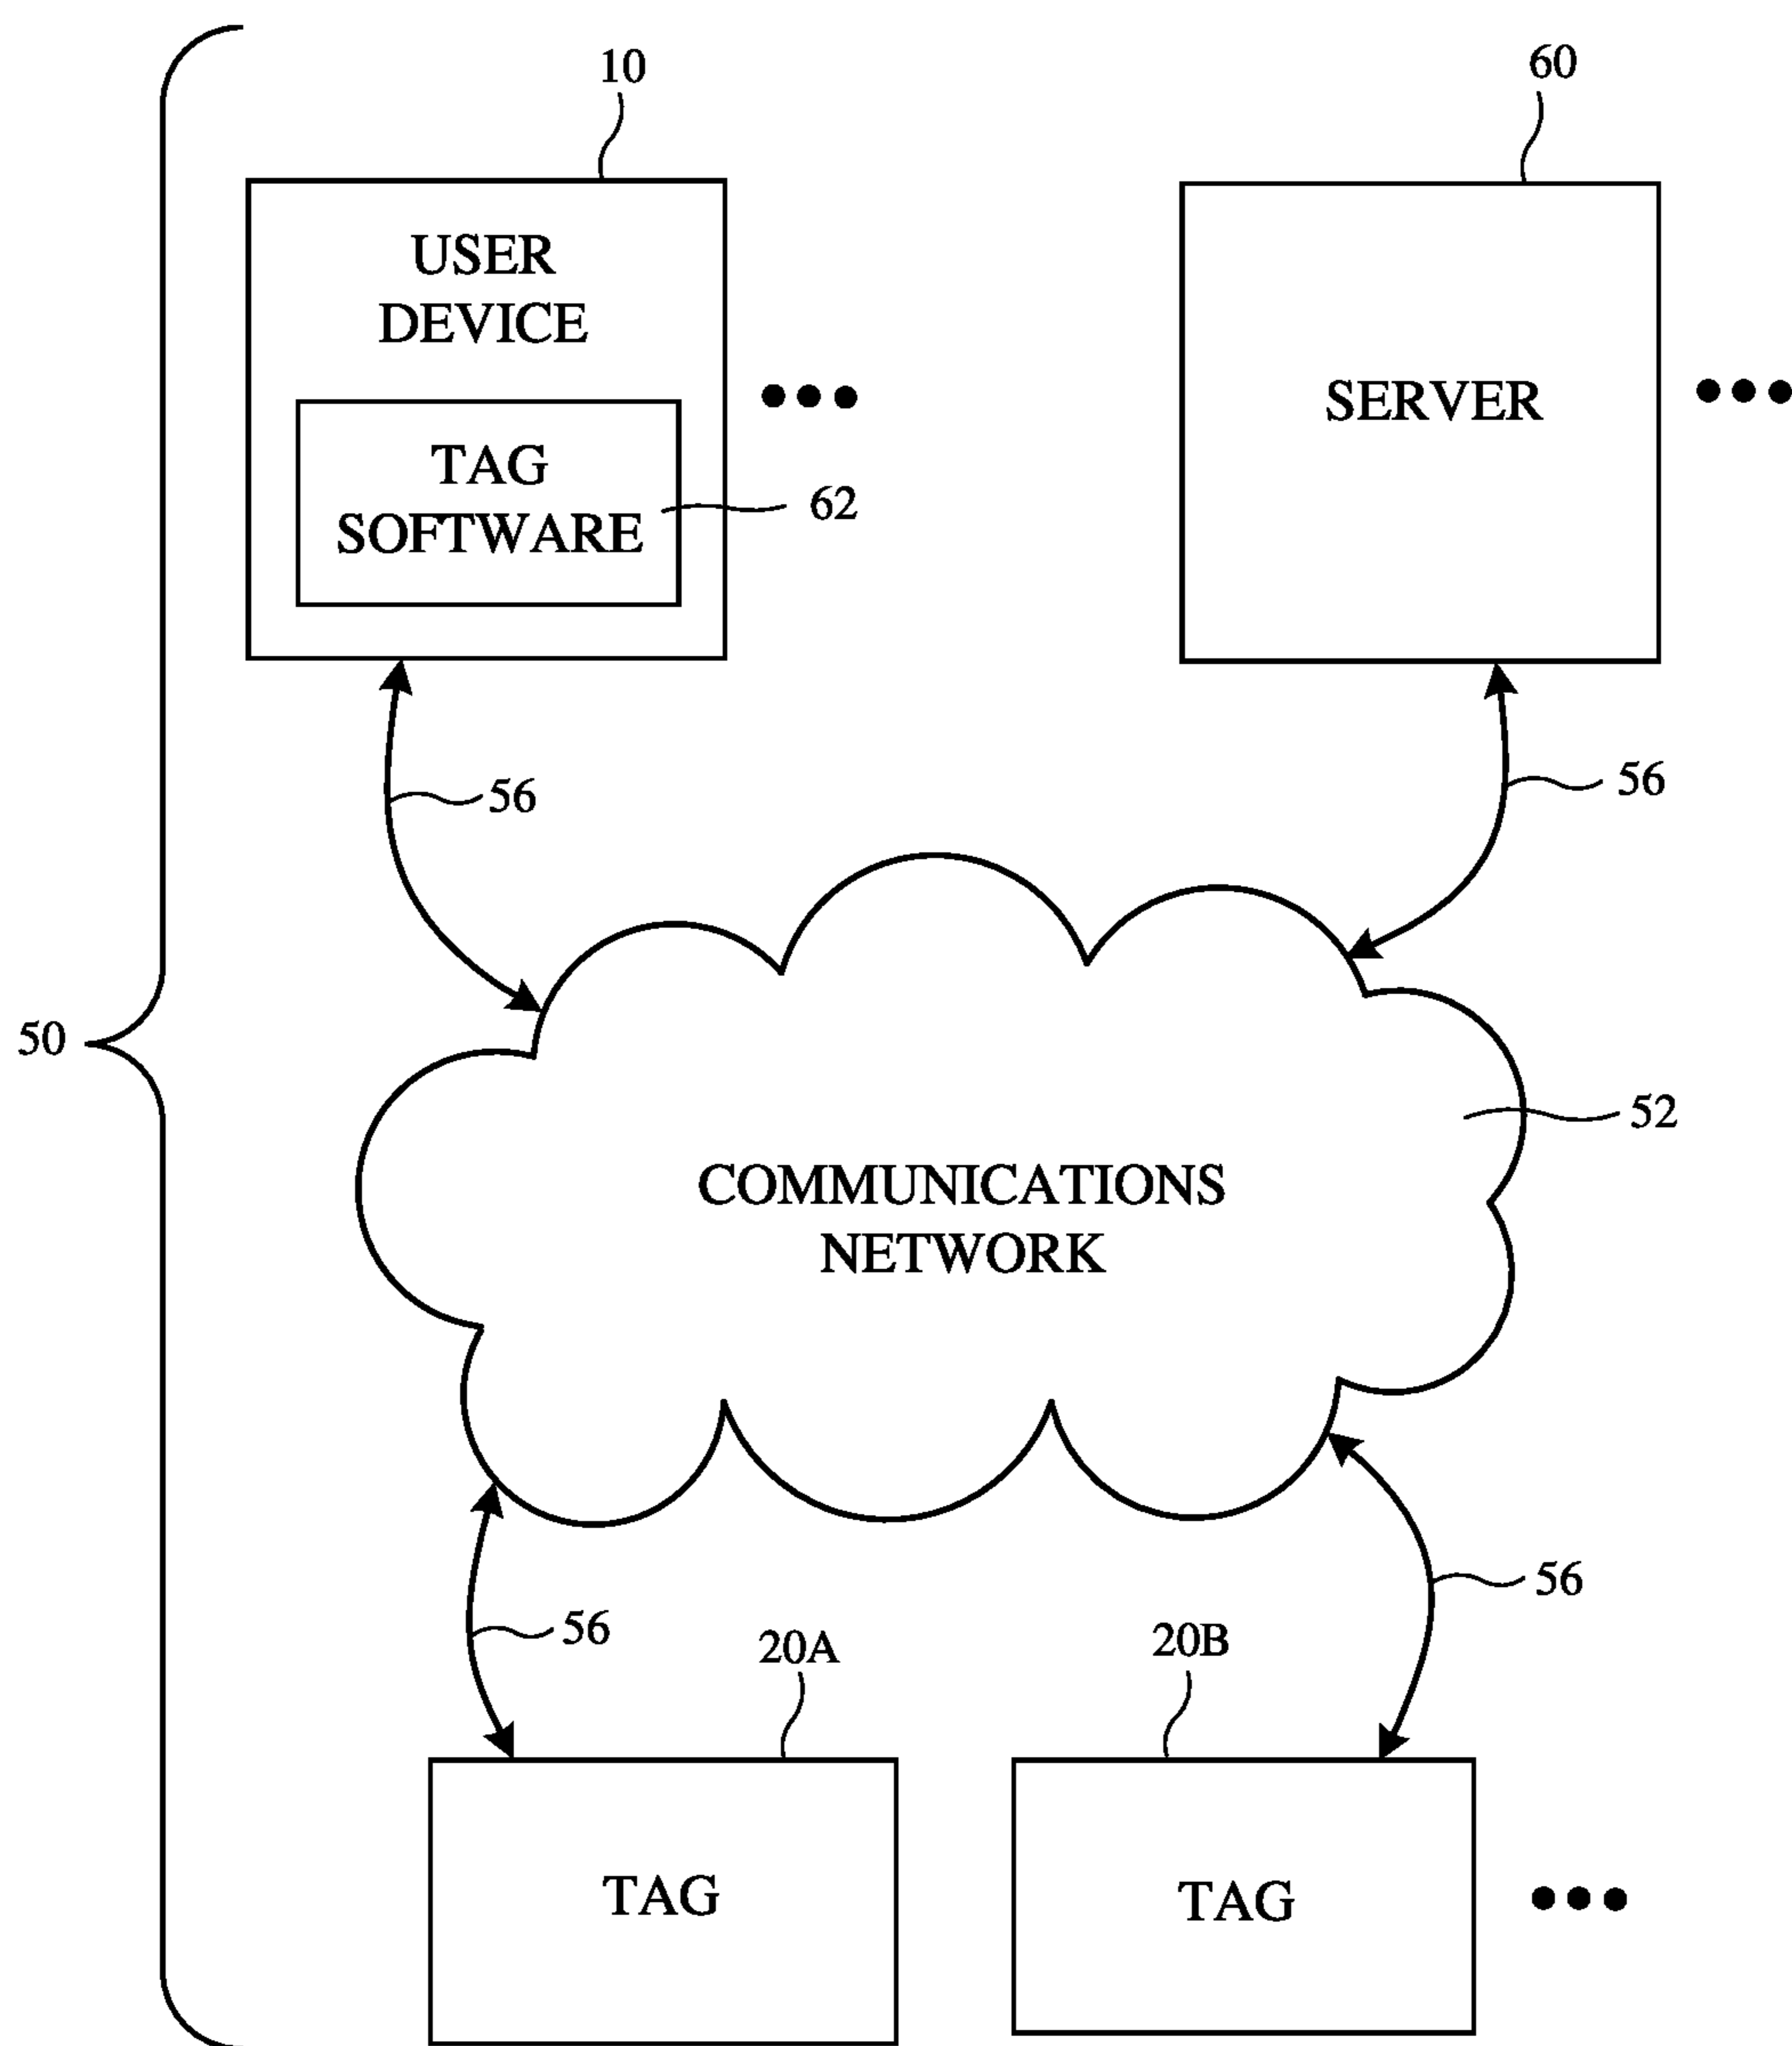 10
60
USER
DEVICE
TAG
SOFTWARE
62
SERVER
56
56
50
52
COMMUNICATIONS
NETWORK
56
56
20A
20B
TAG
TAG